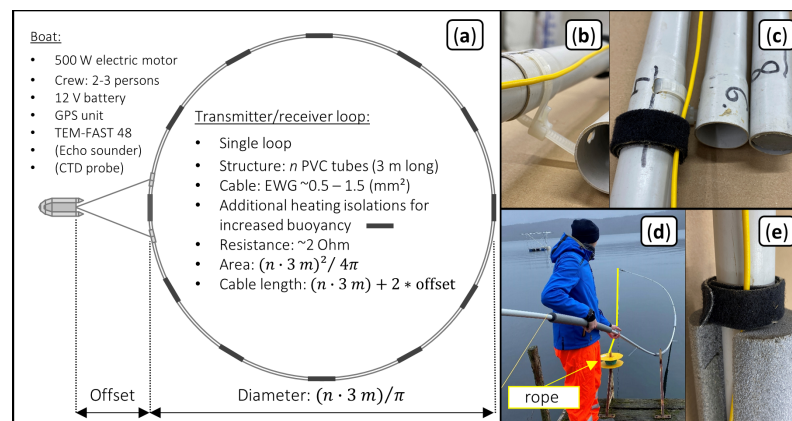 (a)
Boat:
• 500 W electric motor
• Crew: 2-3 persons
• 12 V battery
• GPS unit
• TEM-FAST 48
• (Echo sounder)
• (CTD probe)
Transmitter/receiver loop:
• Single loop
• Structure: n PVC tubes (3 m long)
• Cable: EWG ~0.5 – 1.5 (mm²)
• Additional heating isolations for
increased buoyancy
• Resistance: ~2 Ohm
• Area: (n · 3 m)²/ 4π
• Cable length: (n · 3 m) + 2 * offset
Offset
Diameter: (n · 3 m)/π
(b)
(c)
(d)
rope
(e)